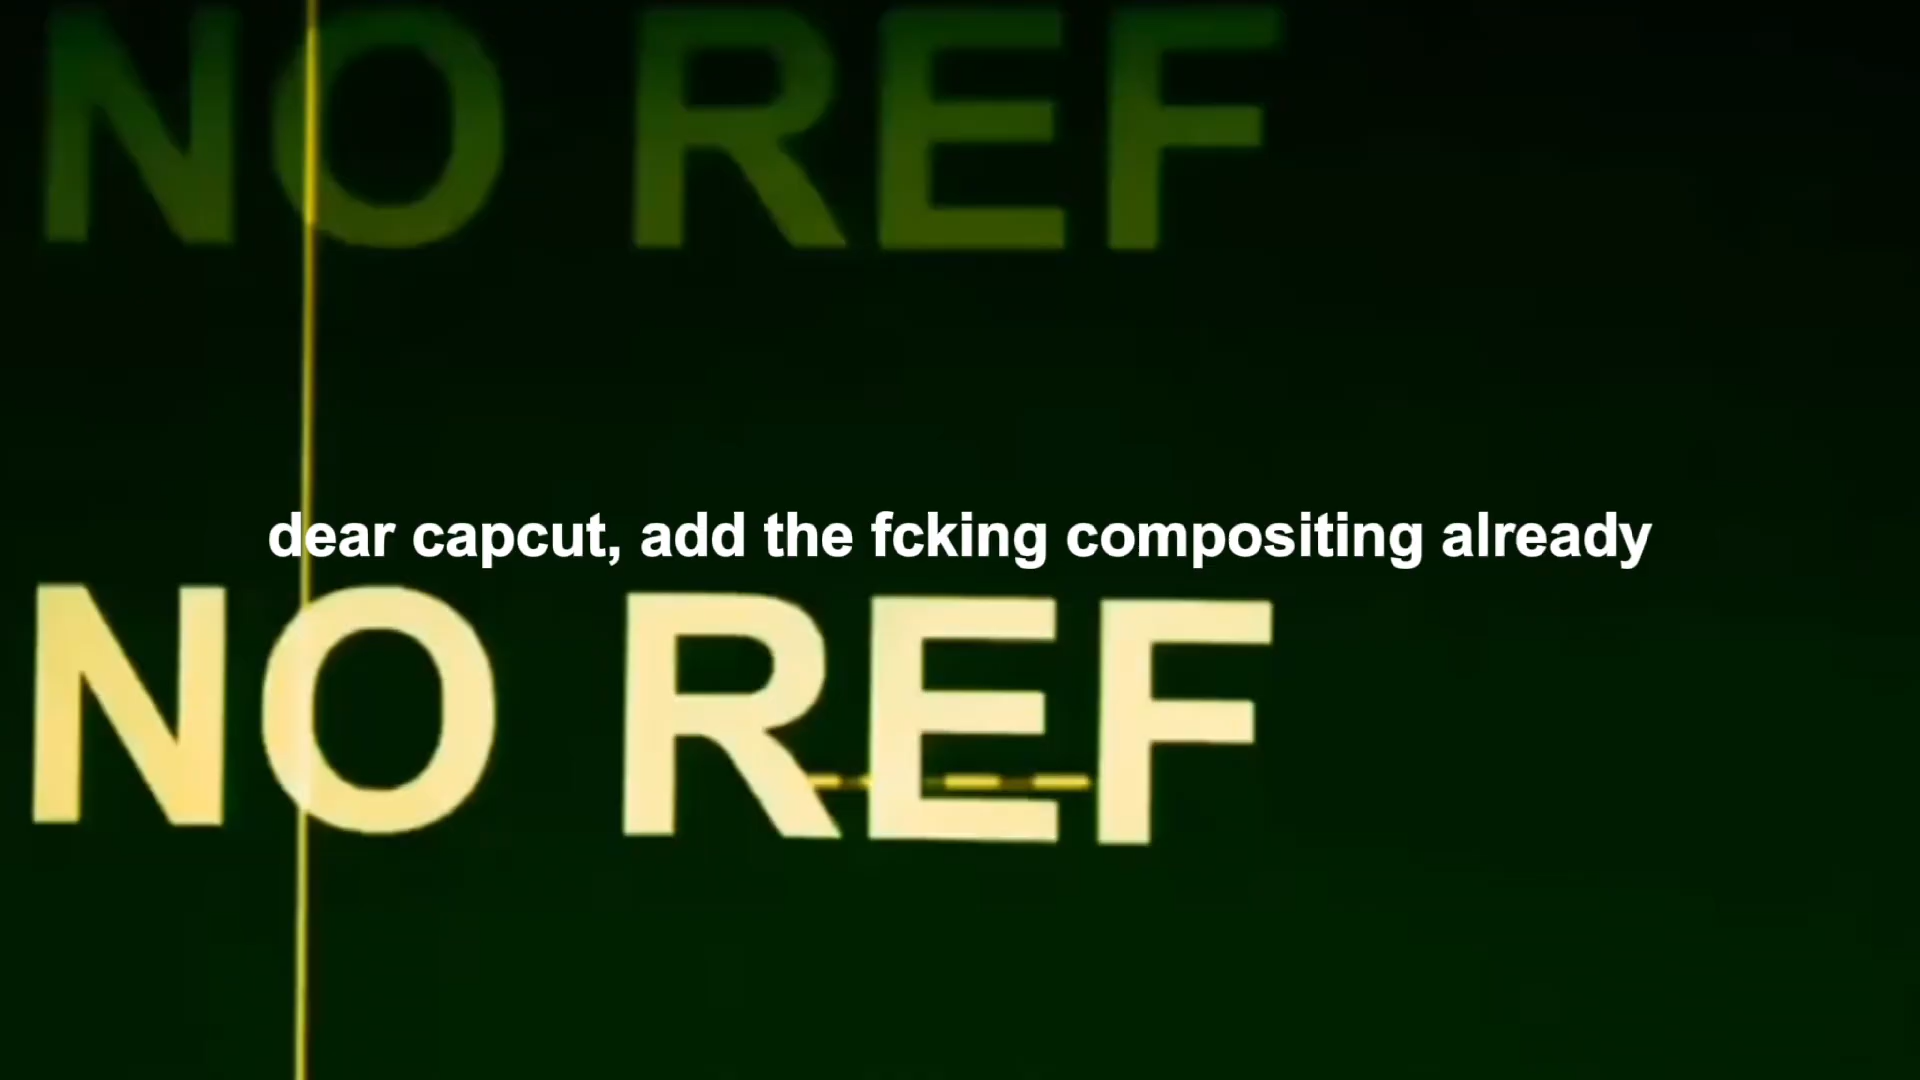 NO REF
dear capcut, add the fcking compositing already
NO REF